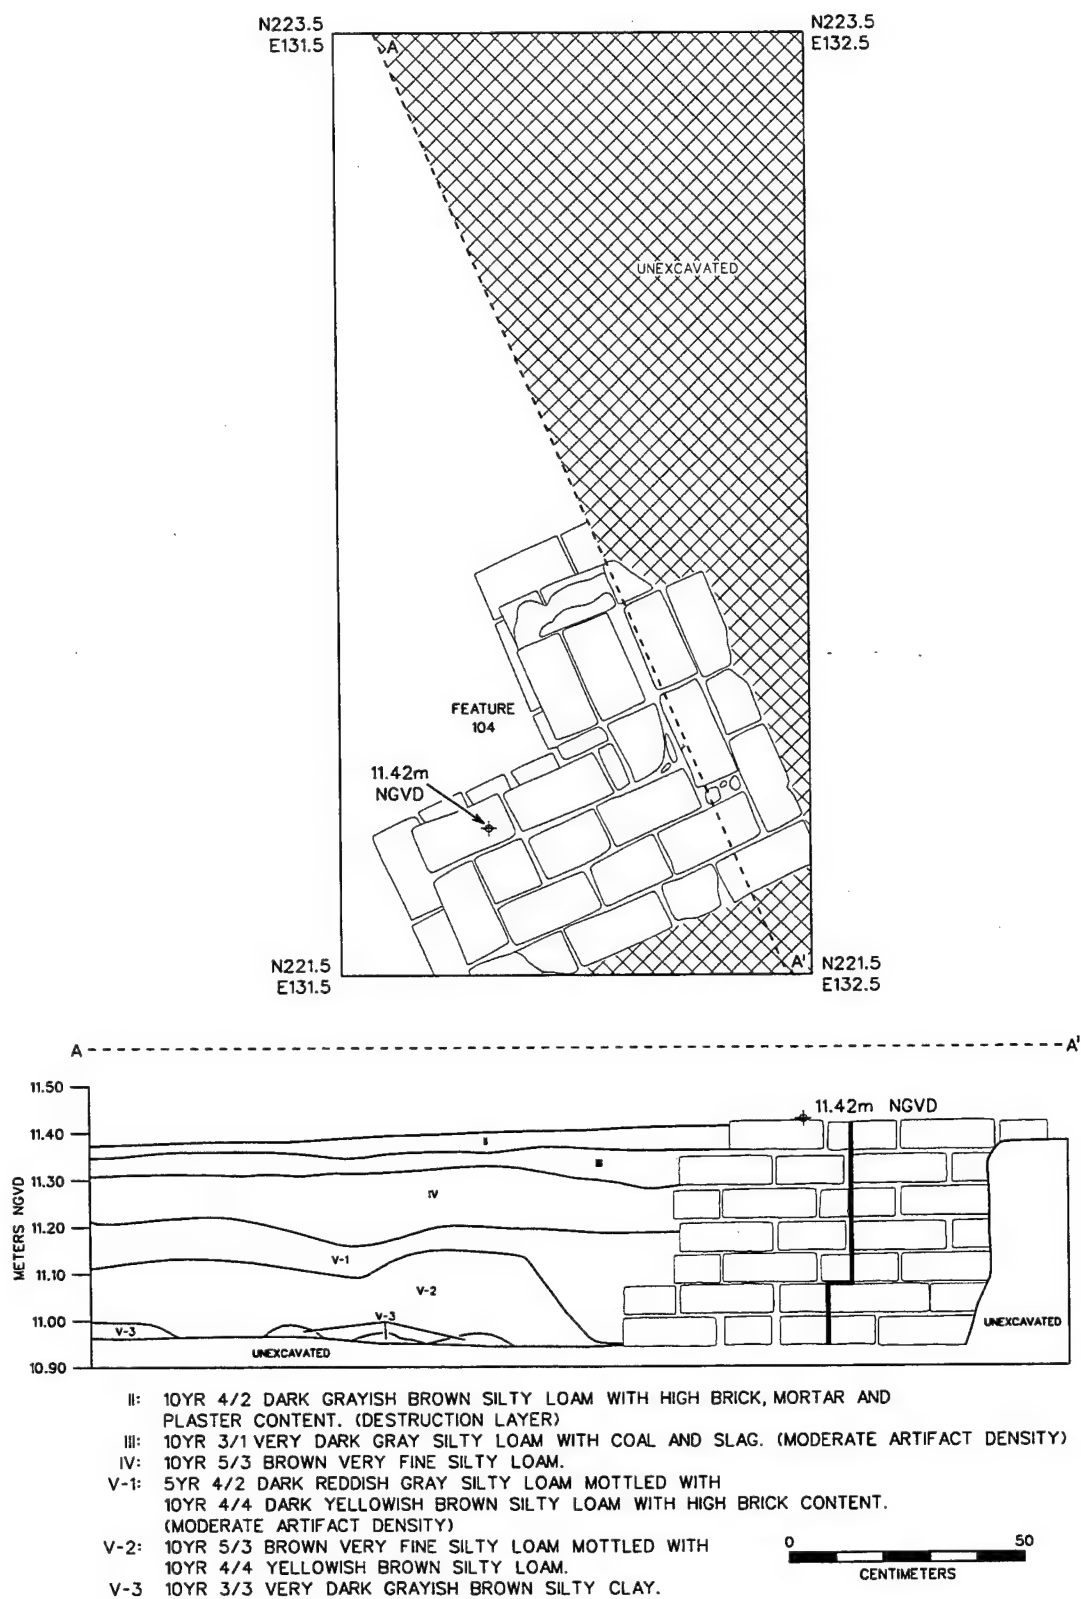 N223.5
E131.5
N223.5
E132.5
A
UNEXCAVATED
FEATURE
104
11.42m
NGVD
N221.5
E131.5
A'
N221.5
E132.5
A
A'
11.50
11.40
11.30
11.20
11.10
11.00
10.90
METERS NGVD
11.42m NGVD
II
III
IV
V-1
V-2
V-3
V-3
UNEXCAVATED
UNEXCAVATED
II: 10YR 4/2 DARK GRAYISH BROWN SILTY LOAM WITH HIGH BRICK, MORTAR AND
PLASTER CONTENT. (DESTRUCTION LAYER)
III: 10YR 3/1 VERY DARK GRAY SILTY LOAM WITH COAL AND SLAG. (MODERATE ARTIFACT DENSITY)
IV: 10YR 5/3 BROWN VERY FINE SILTY LOAM.
V-1: 5YR 4/2 DARK REDDISH GRAY SILTY LOAM MOTTLED WITH
10YR 4/4 DARK YELLOWISH BROWN SILTY LOAM WITH HIGH BRICK CONTENT.
(MODERATE ARTIFACT DENSITY)
V-2: 10YR 5/3 BROWN VERY FINE SILTY LOAM MOTTLED WITH
10YR 4/4 YELLOWISH BROWN SILTY LOAM.
V-3 10YR 3/3 VERY DARK GRAYISH BROWN SILTY CLAY.
0 50
CENTIMETERS